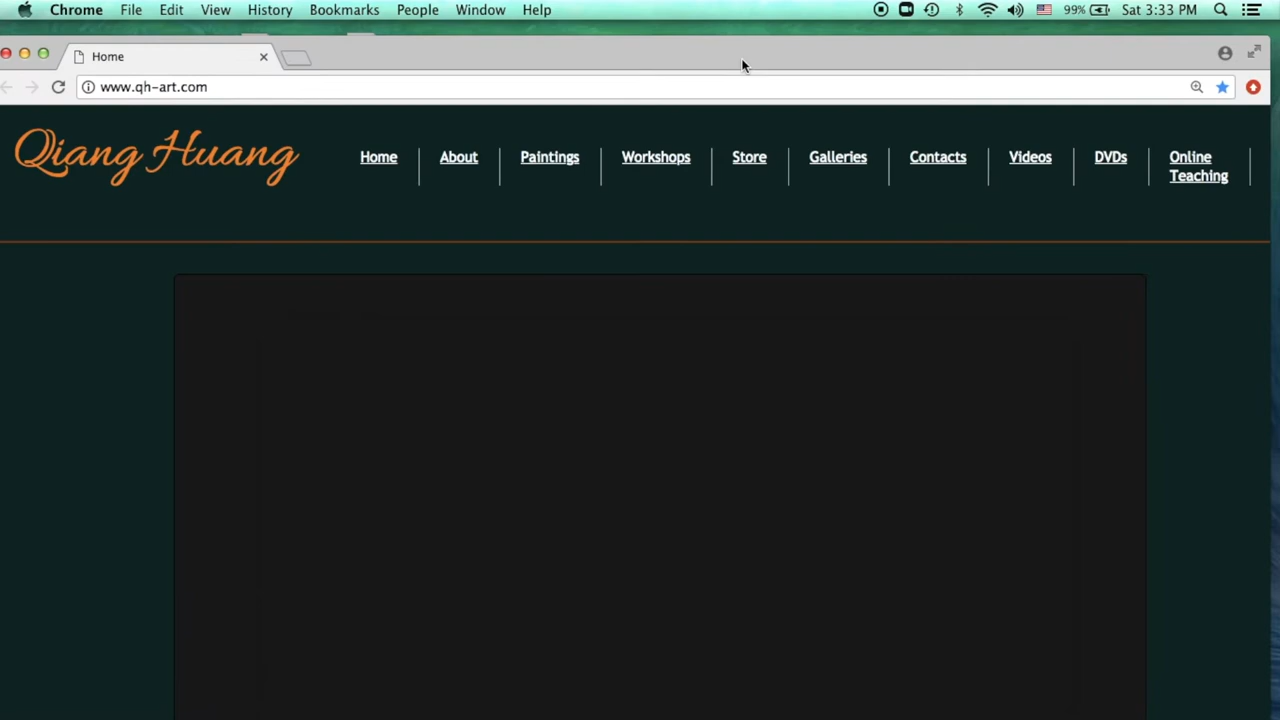 Chrome File Edit View History Bookmarks People Window Help 99% Sat 3:33 PM
Home
www.qh-art.com
Qiang Huang
Home About Paintings Workshops Store Galleries Contacts Videos DVDs Online
Teaching